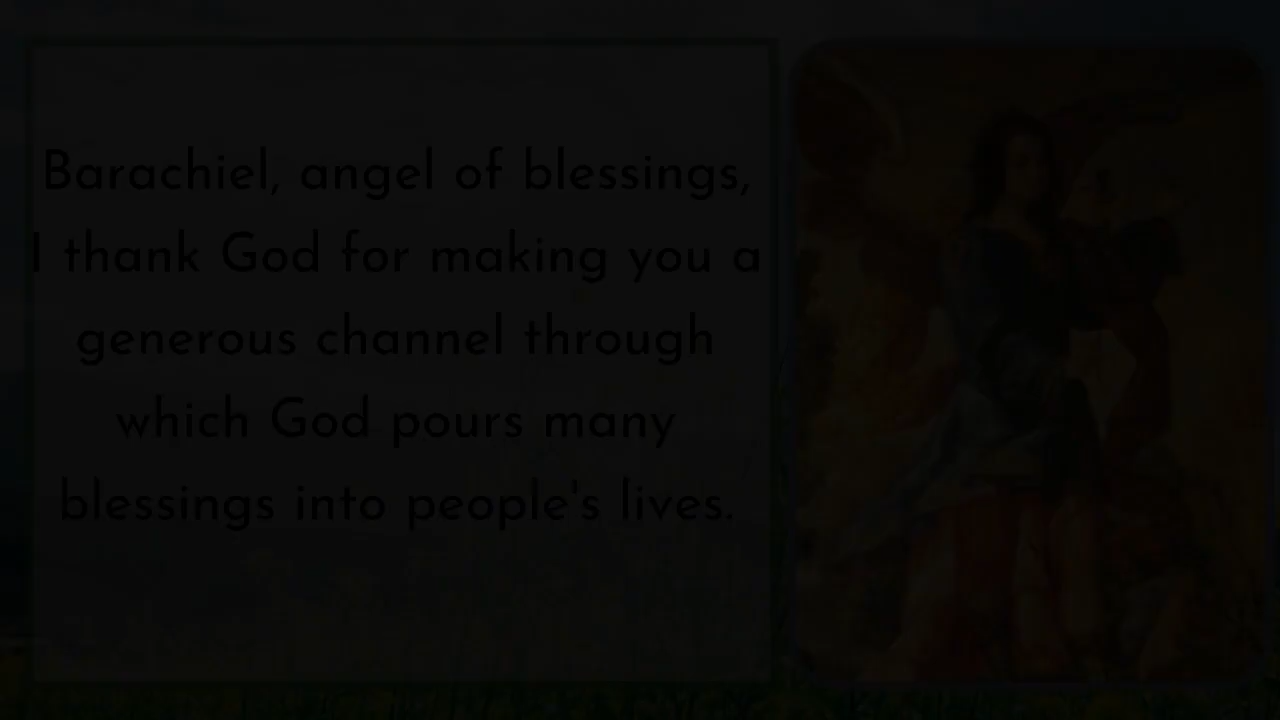 Barachiel, angel of blessings,
I thank God for making you a
generous channel through
which God pours many
blessings into people's lives.